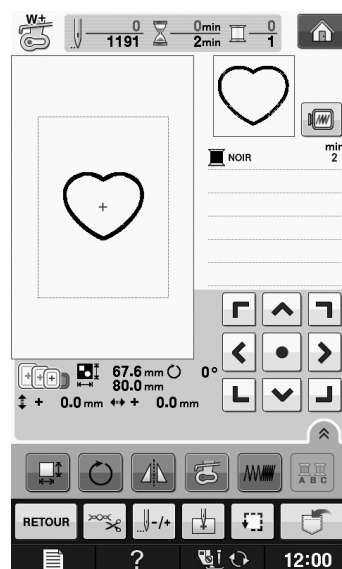 W+
0 0min 0
1191 2min 1
min
NOIR 2
67.6 mm 0°
80.0 mm
+ 0.0 mm + 0.0 mm
A B C
RETOUR -/+
? i 12:00